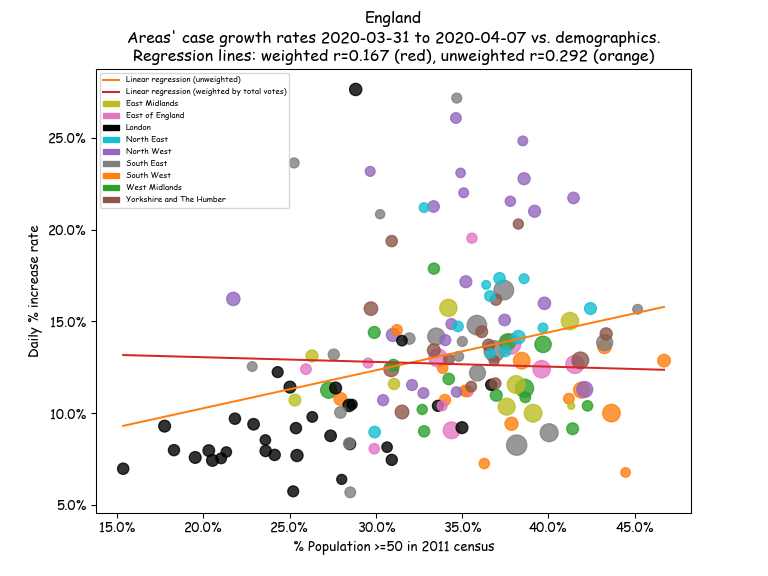 England
Areas' case growth rates 2020-03-31 to 2020-04-07 vs. demographics.
Regression lines: weighted r=0.167 (red), unweighted r=0.292 (orange)
Linear regression (unweighted)
Linear regression (weighted by total votes)
East Midlands
East of England
London
North East
North West
South East
South West
West Midlands
Yorkshire and The Humber
Daily % increase rate
25.0%
20.0%
15.0%
10.0%
5.0%
15.0% 20.0% 25.0% 30.0% 35.0% 40.0% 45.0%
% Population >=50 in 2011 census